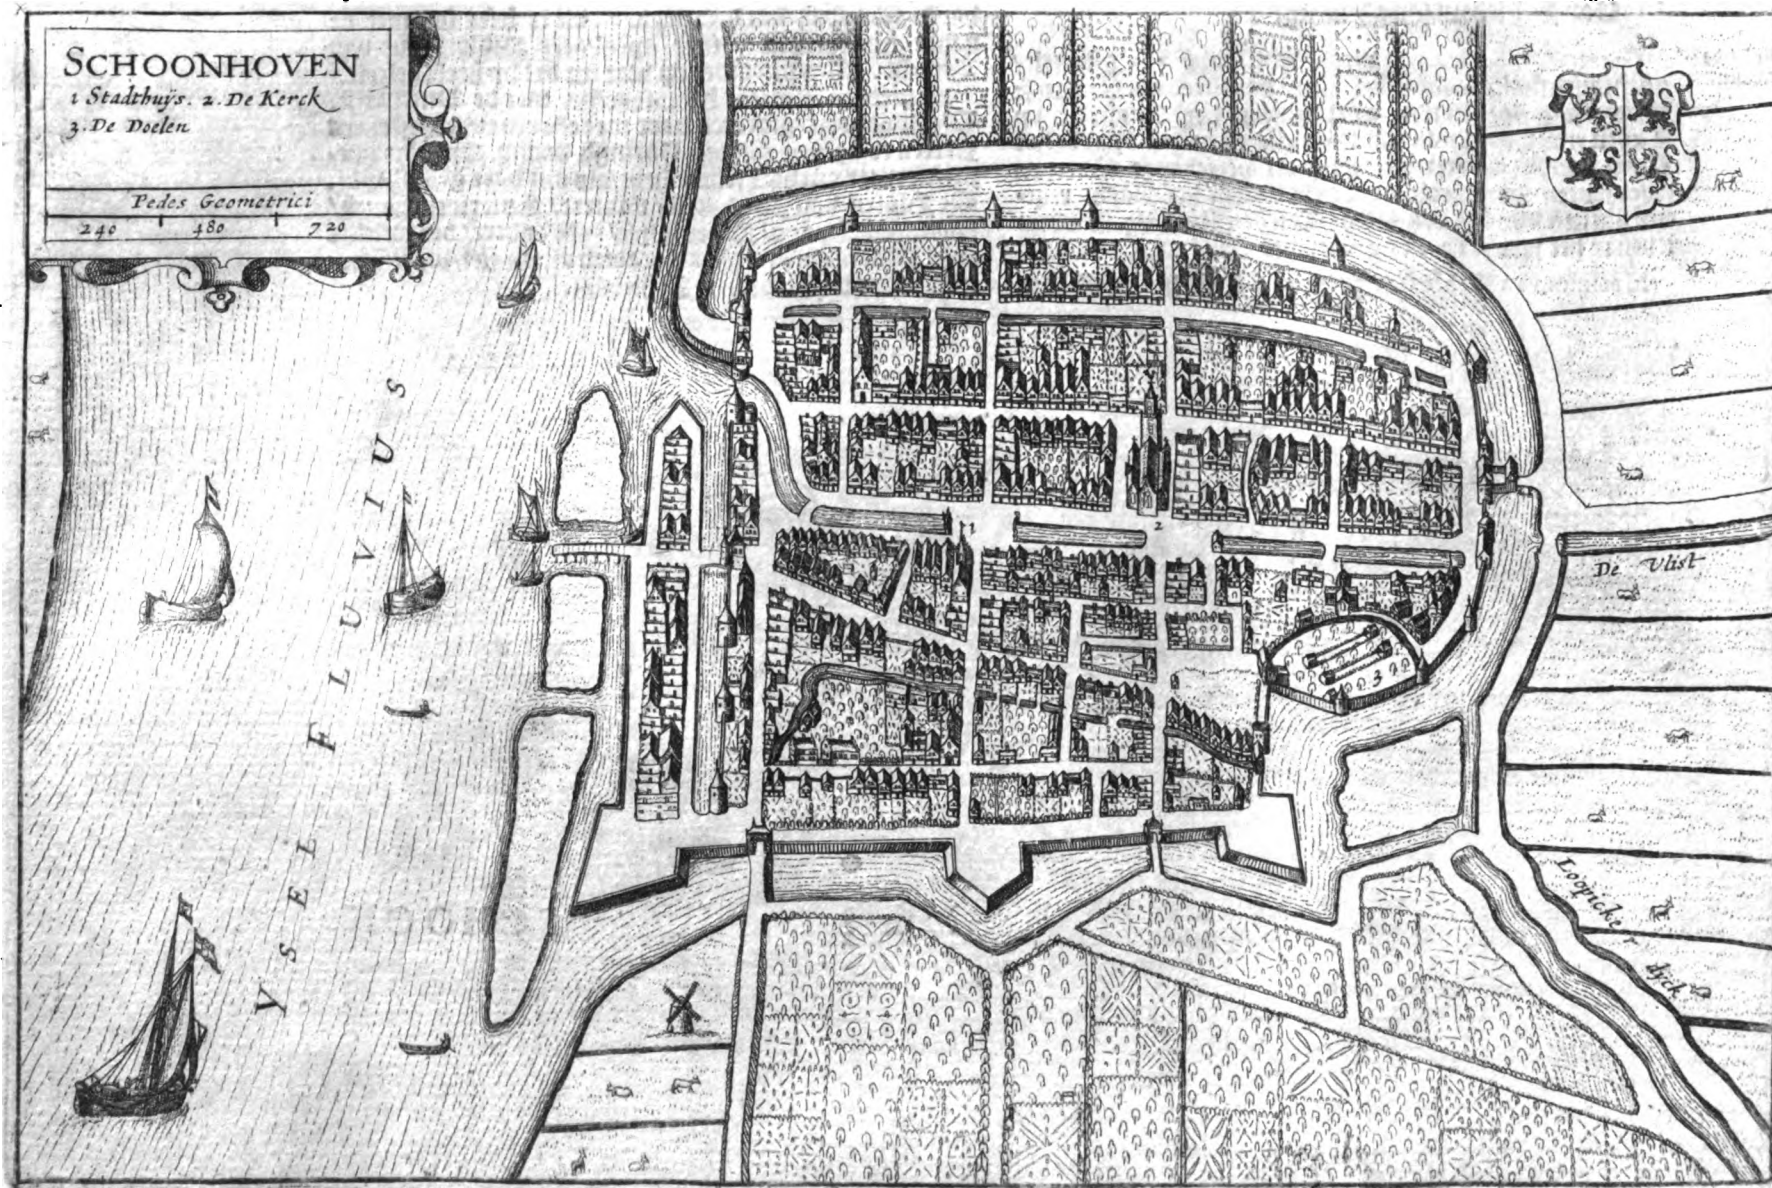 SCHOONHOVEN
1 Stadthuÿs. 2. De Kerck
3. De Doelen
Pedes Geometrici
240 480 720
YSEL FLUVIUS
1
2
3
De Vlist
Loopicker dijck